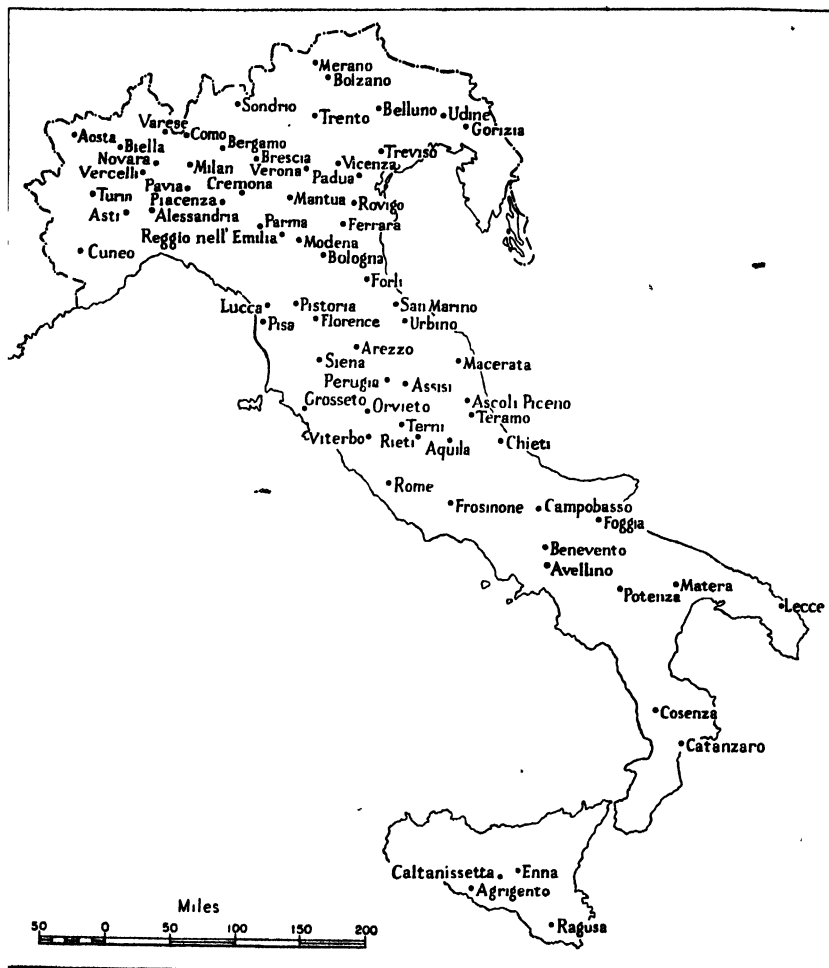 Merano
Bolzano
Sondrio
Belluno
Udine
Trento
Gorizia
Varese
Aosta
Como
Biella
Bergamo
Treviso
Novara
Milan
Brescia
Vicenza
Vercelli
Verona
Padua
Turin
Pavia
Cremona
Piacenza
Mantua
Rovigo
Asti
Alessandria
Parma
Ferrara
Reggio nell' Emilia
Modena
Cuneo
Bologna
Forli
Lucca
Pistoria
San Marino
Pisa
Florence
Urbino
Arezzo
Siena
Macerata
Perugia
Assisi
Grosseto
Orvieto
Ascoli Piceno
Teramo
Terni
Viterbo
Rieti
Aquila
Chieti
Rome
Frosinone
Campobasso
Foggia
Benevento
Avellino
Potenza
Matera
Lecce
Cosenza
Catanzaro
Caltanissetta
Enna
Agrigento
Ragusa
Miles
50 0 50 100 150 200